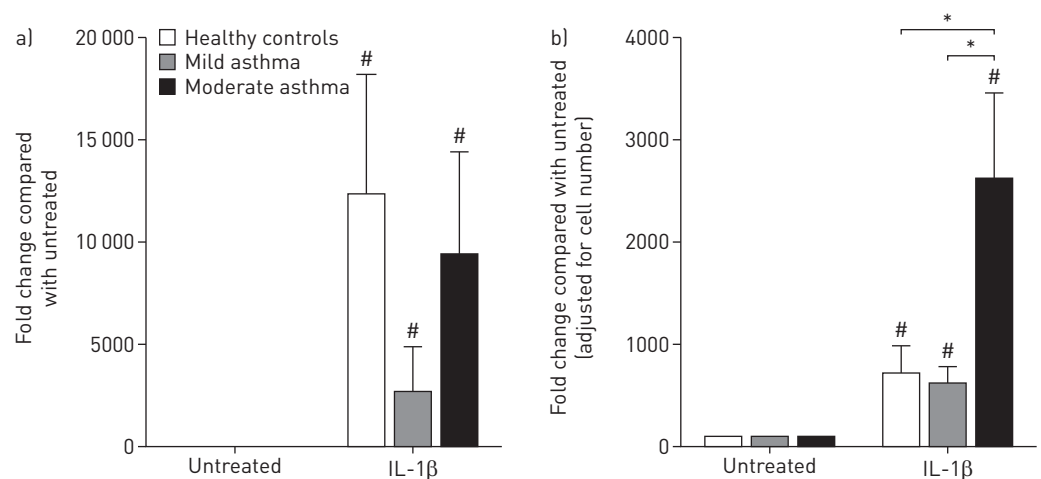 a)
Fold change compared
with untreated
20 000
15 000
10 000
5000
0
Healthy controls
Mild asthma
Moderate asthma
#
#
#
Untreated
IL-1β
b)
Fold change compared with untreated
(adjusted for cell number)
4000
3000
2000
1000
0
*
*
#
#
#
Untreated
IL-1β